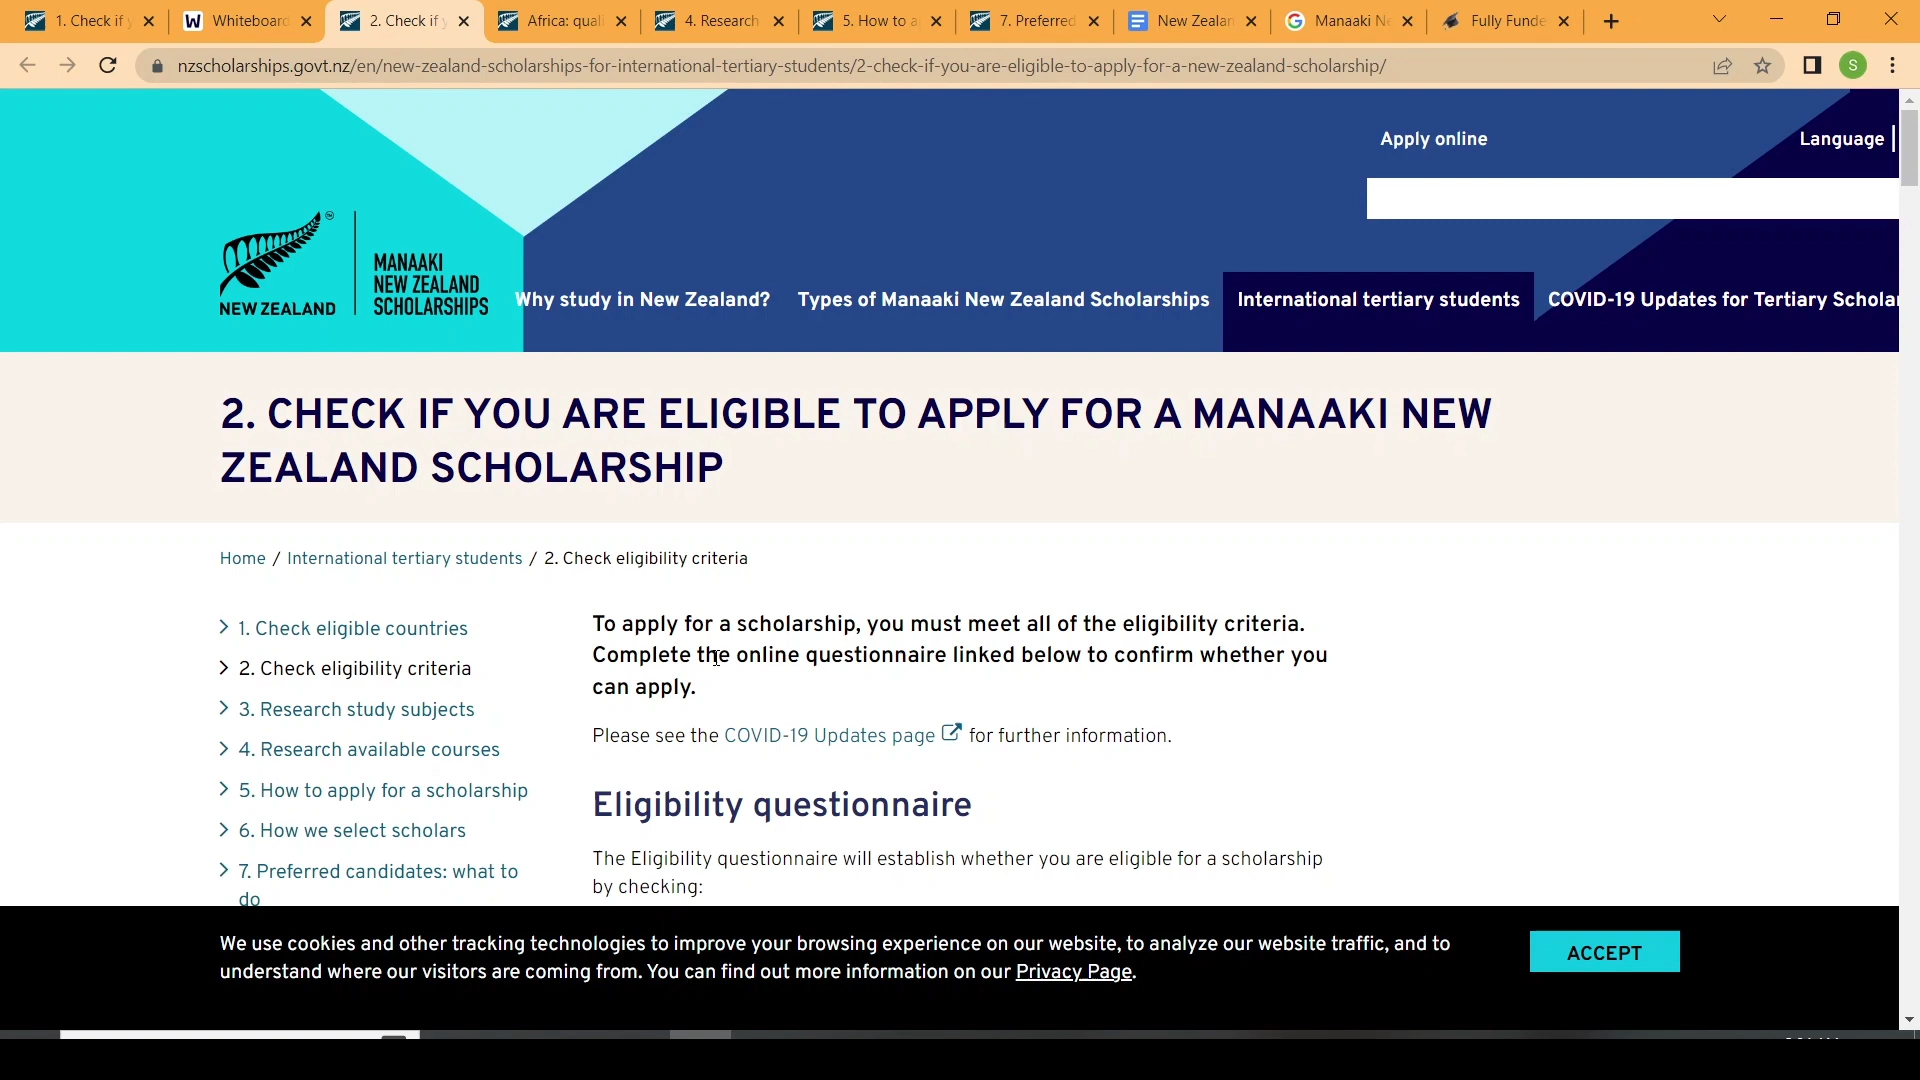 1. Check if y
Whiteboard
2. Check if y
Africa: quali
4. Research
5. How to a
7. Preferred
New Zealan
Manaaki Ne
Fully Funde
nzscholarships.govt.nz/en/new-zealand-scholarships-for-international-tertiary-students/2-check-if-you-are-eligible-to-apply-for-a-new-zealand-scholarship/
S
Apply online
Language
MANAAKI
NEW ZEALAND
SCHOLARSHIPS
NEW ZEALAND
Why study in New Zealand?
Types of Manaaki New Zealand Scholarships
International tertiary students
COVID-19 Updates for Tertiary Scholar
2. CHECK IF YOU ARE ELIGIBLE TO APPLY FOR A MANAAKI NEW
ZEALAND SCHOLARSHIP
Home / International tertiary students / 2. Check eligibility criteria
1. Check eligible countries
2. Check eligibility criteria
3. Research study subjects
4. Research available courses
5. How to apply for a scholarship
6. How we select scholars
7. Preferred candidates: what to
do
To apply for a scholarship, you must meet all of the eligibility criteria.
Complete the online questionnaire linked below to confirm whether you
can apply.
Please see the COVID-19 Updates page for further information.
Eligibility questionnaire
The Eligibility questionnaire will establish whether you are eligible for a scholarship
by checking:
We use cookies and other tracking technologies to improve your browsing experience on our website, to analyze our website traffic, and to
understand where our visitors are coming from. You can find out more information on our Privacy Page.
ACCEPT